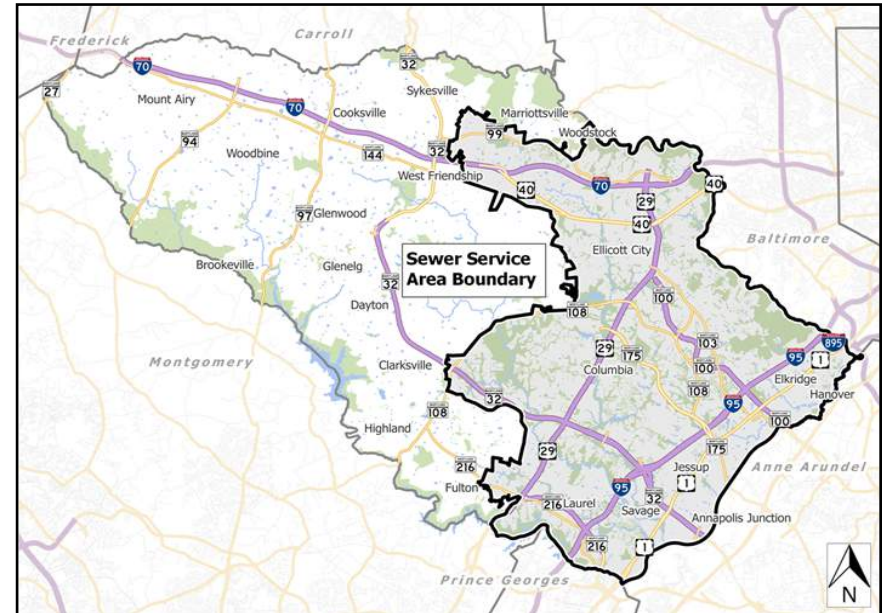 Frederick
Carroll
70
32
27
Mount Airy
Sykesville
70
Cooksville
Marriottsville
94
99
Woodstock
144
32
Woodbine
West Friendship
40
70
40
29
97
Glenwood
40
Ellicott City
Baltimore
Brookeville
Glenelg
Sewer Service
Area Boundary
32
Dayton
100
108
103
895
Montgomery
29
175
95
1
Clarksville
Columbia
100
Elkridge
32
108
Hanover
95
108
100
Highland
29
175
216
Jessup
Anne Arundel
Fulton
95
1
32
216
Laurel
Savage
Annapolis Junction
216
1
Prince Georges
N